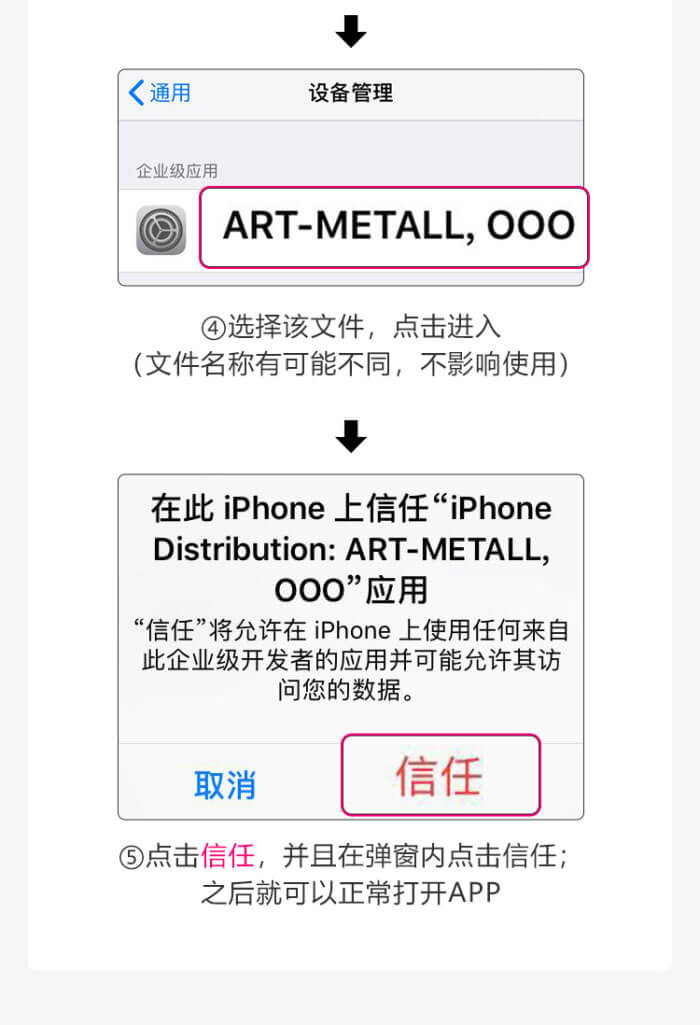 通用
设备管理
企业级应用
ART-METALL, OOO
④选择该文件，点击进入
（文件名称有可能不同，不影响使用）
在此 iPhone 上信任“iPhone
Distribution: ART-METALL,
OOO”应用
“信任”将允许在 iPhone 上使用任何来自
此企业级开发者的应用并可能允许其访
问您的数据。
取消
信任
⑤点击信任，并且在弹窗内点击信任；
之后就可以正常打开APP